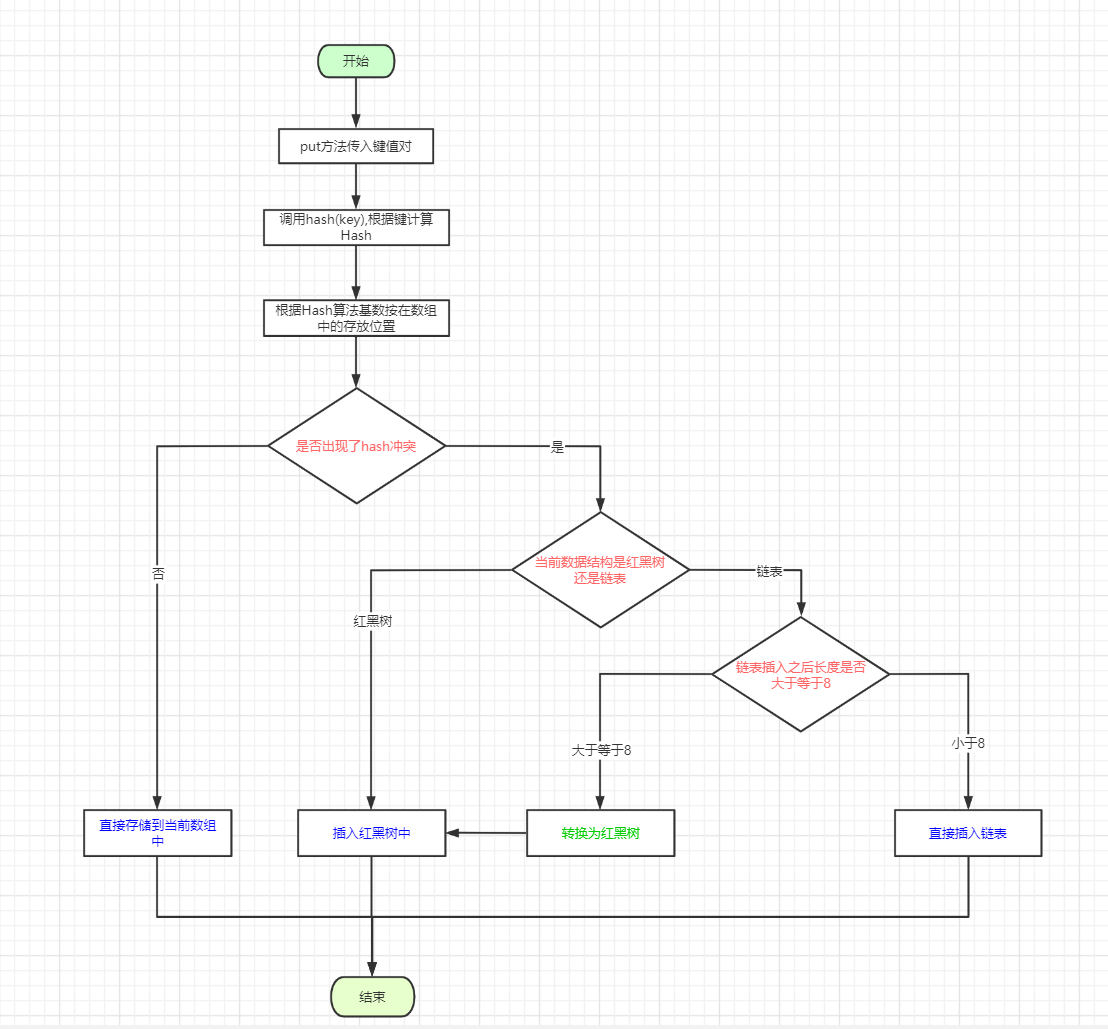 开始
put方法传入键值对
调用hash(key),根据键计算
Hash
根据Hash算法基数按在数组
中的存放位置
是否出现了hash冲突
是
否
当前数据结构是红黑树
还是链表
红黑树
链表
链表插入之后长度是否
大于等于8
大于等于8
小于8
直接存储到当前数组
中
插入红黑树中
转换为红黑树
直接插入链表
结束